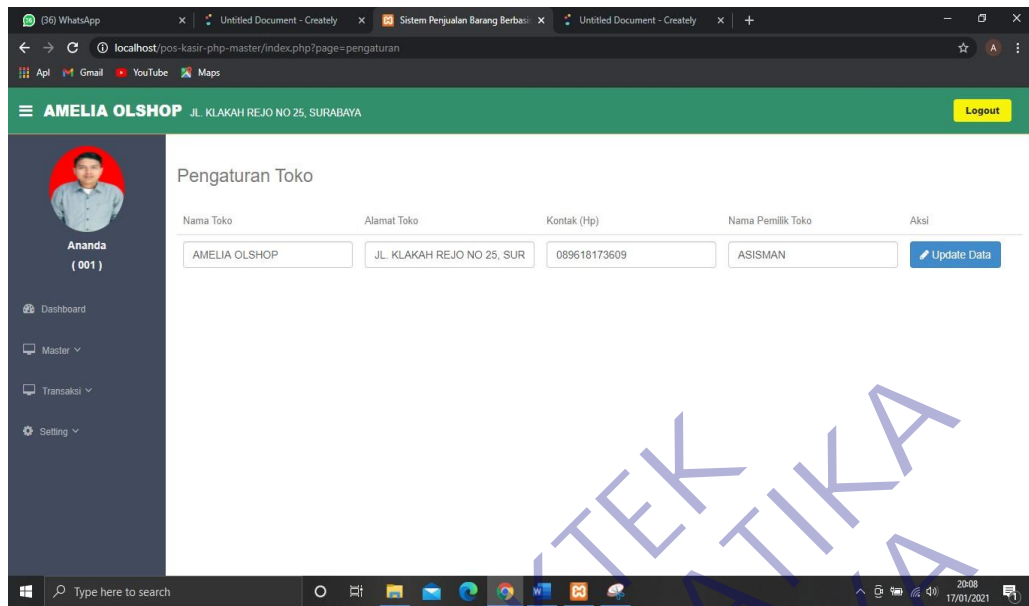 (36) WhatsApp
Untitled Document - Creately
Sistem Penjualan Barang Berbasi
Untitled Document - Creately
localhost/pos-kasir-php-master/index.php?page=pengaturan
A
Apl
Gmail
YouTube
Maps
AMELIA OLSHOP JL. KLAKAH REJO NO 25, SURABAYA
Logout
Ananda
( 001 )
Dashboard
Master
Transaksi
Setting
Pengaturan Toko
Nama Toko Alamat Toko Kontak (Hp) Nama Pemilik Toko Aksi
AMELIA OLSHOP JL. KLAKAH REJO NO 25, SUR 089618173609 ASISMAN Update Data
Type here to search
20:08
17/01/2021